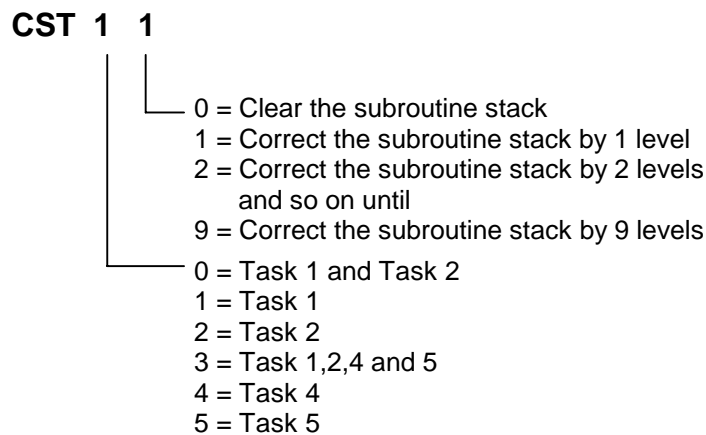 CST 1 1
0 = Clear the subroutine stack
1 = Correct the subroutine stack by 1 level
2 = Correct the subroutine stack by 2 levels
and so on until
9 = Correct the subroutine stack by 9 levels
0 = Task 1 and Task 2
1 = Task 1
2 = Task 2
3 = Task 1,2,4 and 5
4 = Task 4
5 = Task 5